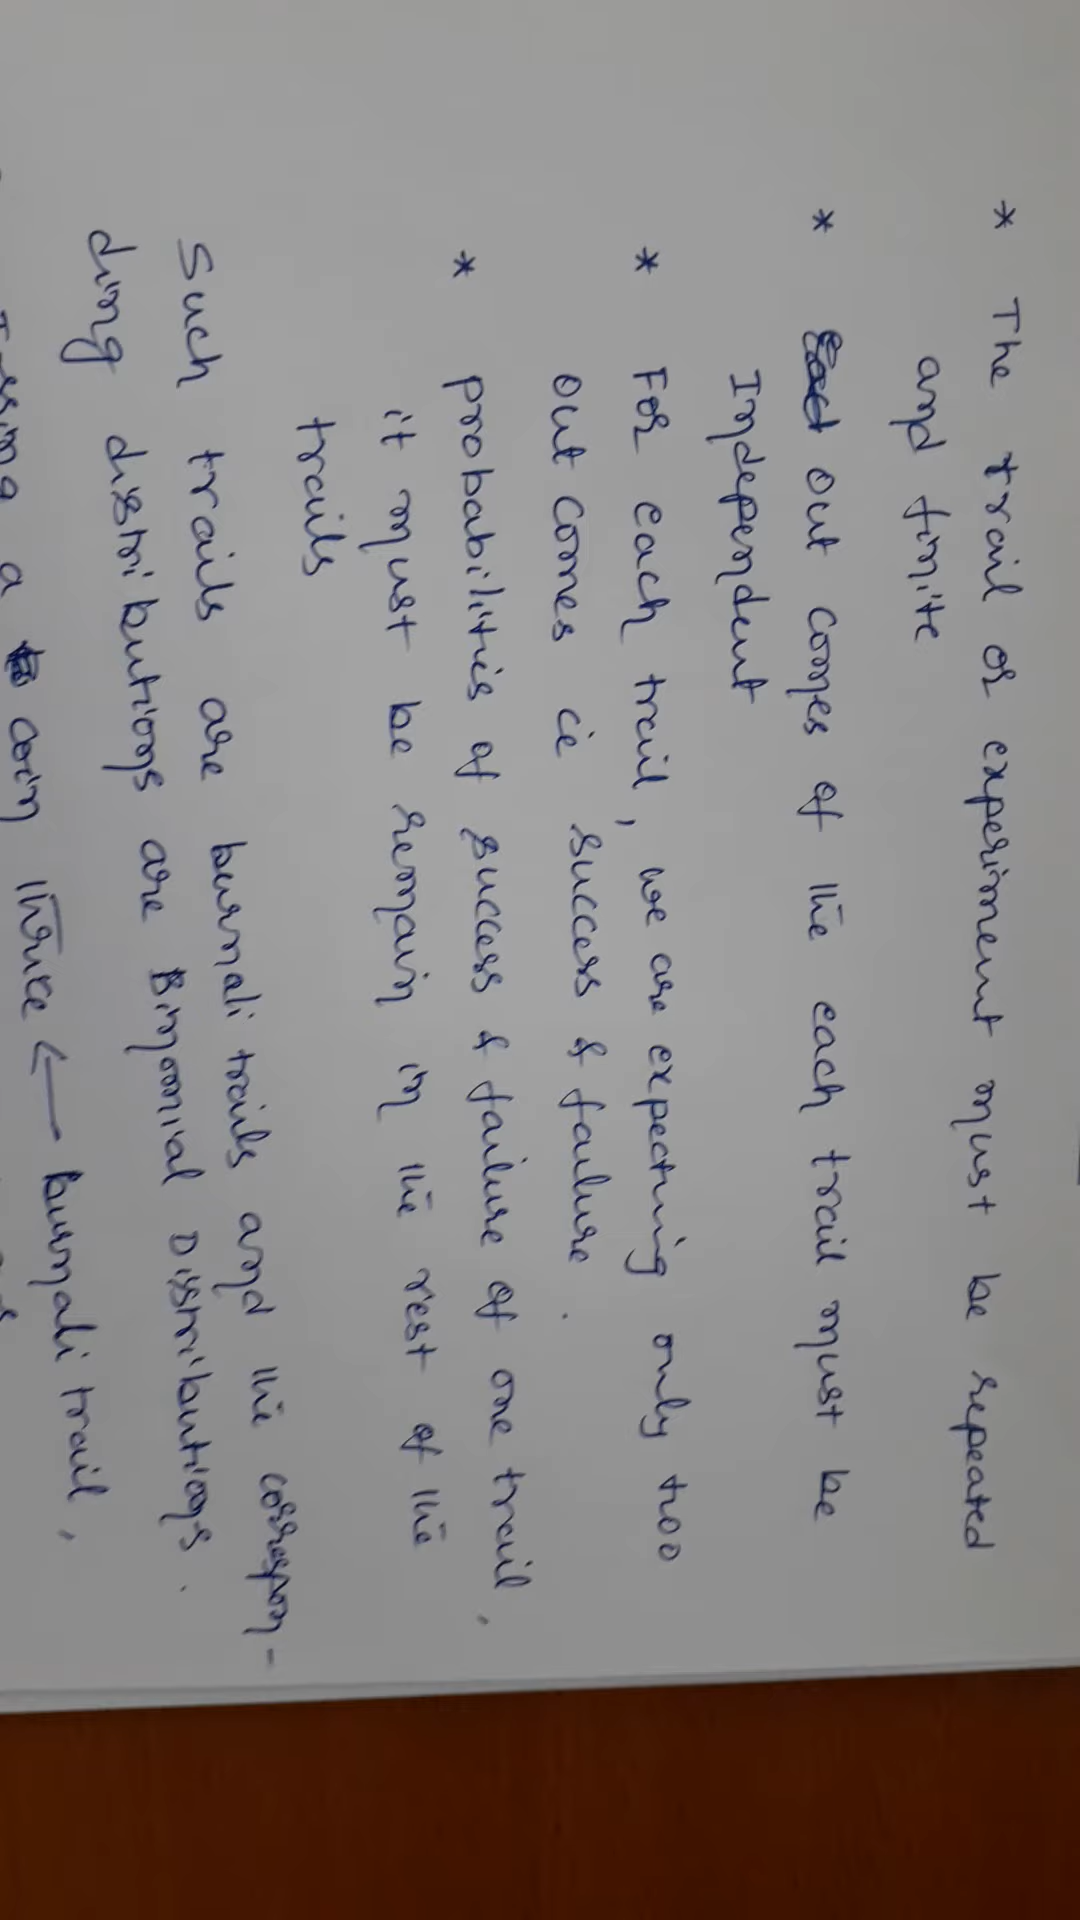 * The trail or experiment must be repeated
and finite
* out comes of the each trail must be
Independent
* For each trail, we are expecting only two
out comes ie success & failure.
* probabilities of success & failure of one trail,
it must be remain in the rest of the
trails
Such trails are burnali trails and the correspon-
ding distributions are Binomial Distributions.
Tossing a coin thrice ← burnali trail,